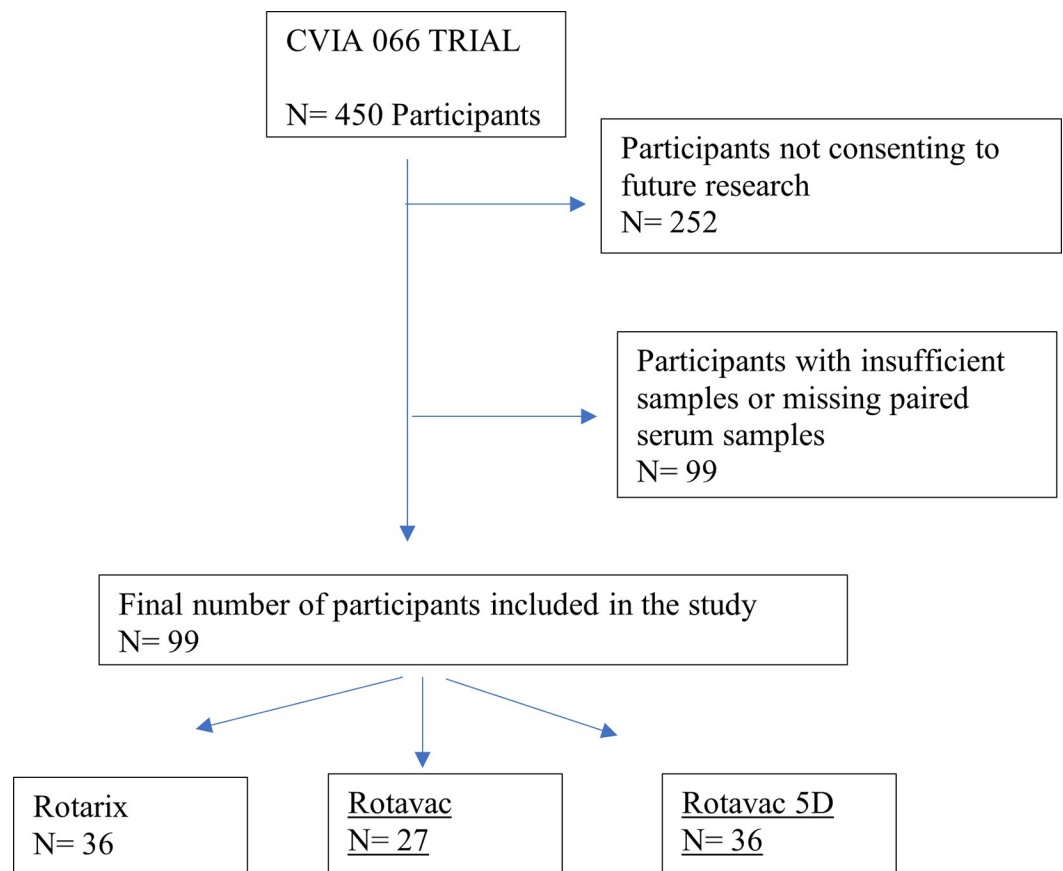 CVIA 066 TRIAL
N= 450 Participants
Participants not consenting to
future research
N= 252
Participants with insufficient
samples or missing paired
serum samples
N= 99
Final number of participants included in the study
N= 99
Rotarix
N= 36
Rotavac
N= 27
Rotavac 5D
N= 36